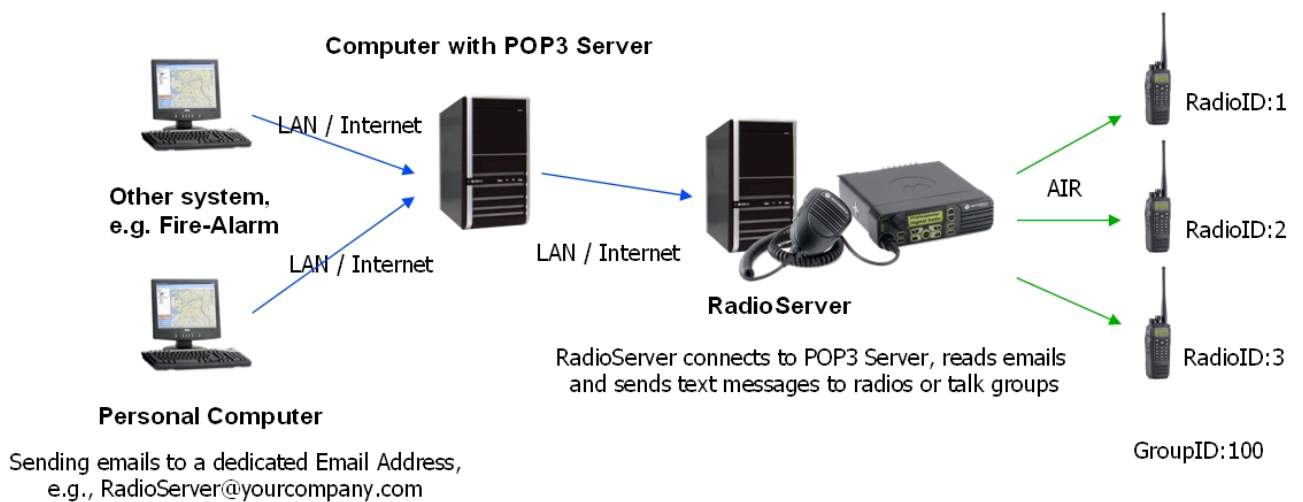 Computer with POP3 Server
LAN / Internet
RadioID:1
Other system,
e.g. Fire-Alarm
AIR
RadioID:2
LAN / Internet
LAN / Internet
RadioServer
RadioServer connects to POP3 Server, reads emails
and sends text messages to radios or talk groups
RadioID:3
Personal Computer
Sending emails to a dedicated Email Address,
e.g., RadioServer@yourcompany.com
GroupID:100